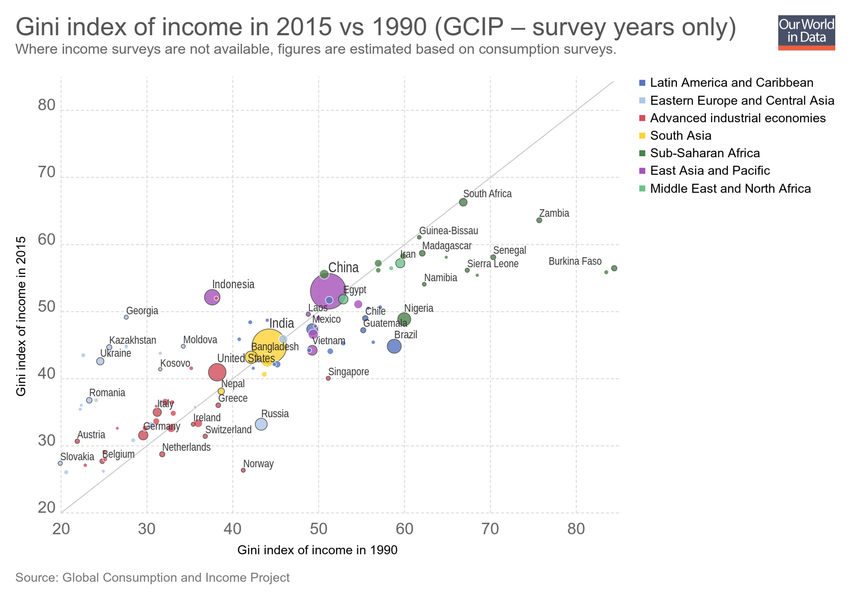 Gini index of income in 2015 vs 1990 (GCIP – survey years only)
Where income surveys are not available, figures are estimated based on consumption surveys.
Our World
in Data
Latin America and Caribbean
Eastern Europe and Central Asia
Advanced industrial economies
South Asia
Sub-Saharan Africa
East Asia and Pacific
Middle East and North Africa
Gini index of income in 2015
80
70
60
50
40
30
20
South Africa
Zambia
Guinea-Bissau
Madagascar
Iran
Senegal
Burkina Faso
Sierra Leone
China
Namibia
Indonesia
Egypt
Georgia
Laos
Chile
Nigeria
Mexico
Guatemala
India
Brazil
Kazakhstan
Moldova
Vietnam
Bangladesh
Ukraine
Kosovo
United States
Singapore
Nepal
Romania
Greece
Italy
Ireland
Russia
Germany
Austria
Switzerland
Netherlands
Slovakia
Belgium
Norway
20 30 40 50 60 70 80
Gini index of income in 1990
Source: Global Consumption and Income Project